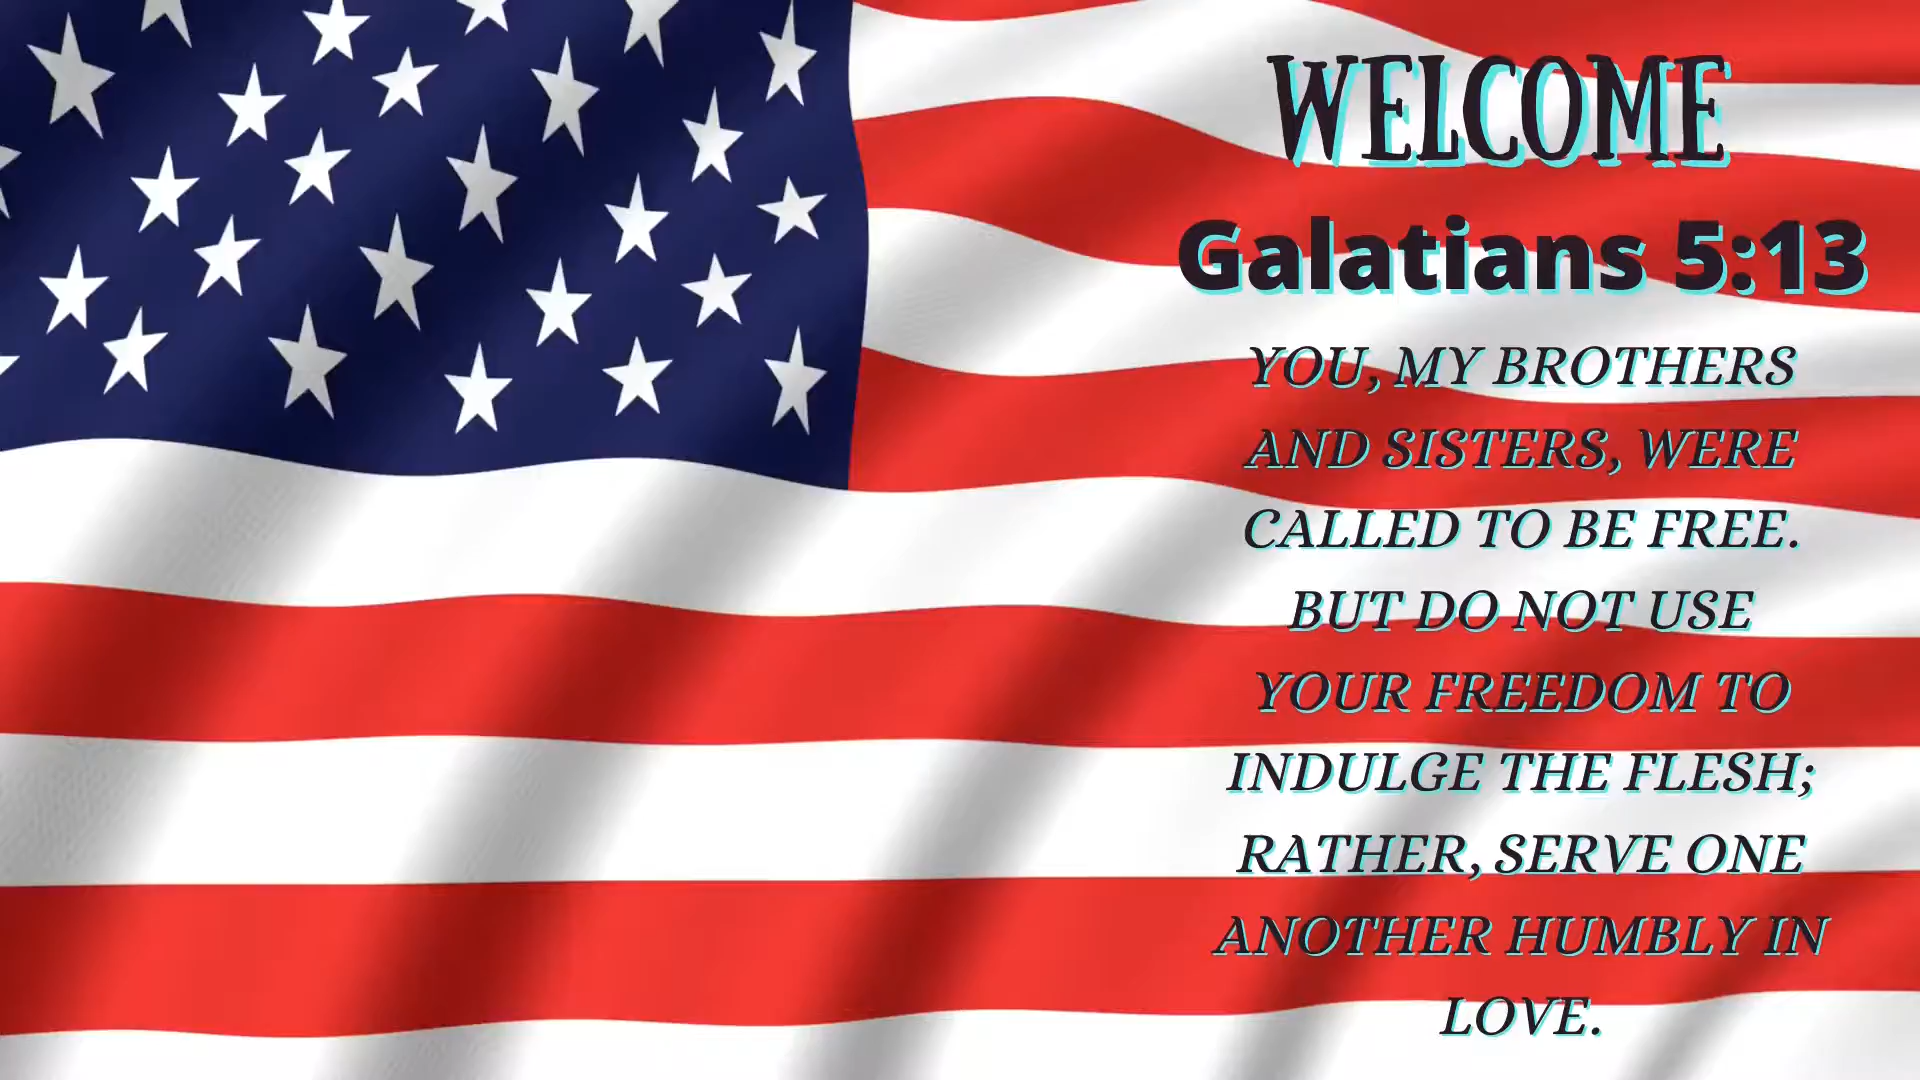 WELCOME
Galatians 5:13
YOU, MY BROTHERS
AND SISTERS, WERE
CALLED TO BE FREE.
BUT DO NOT USE
YOUR FREEDOM TO
INDULGE THE FLESH;
RATHER, SERVE ONE
ANOTHER HUMBLY IN
LOVE.